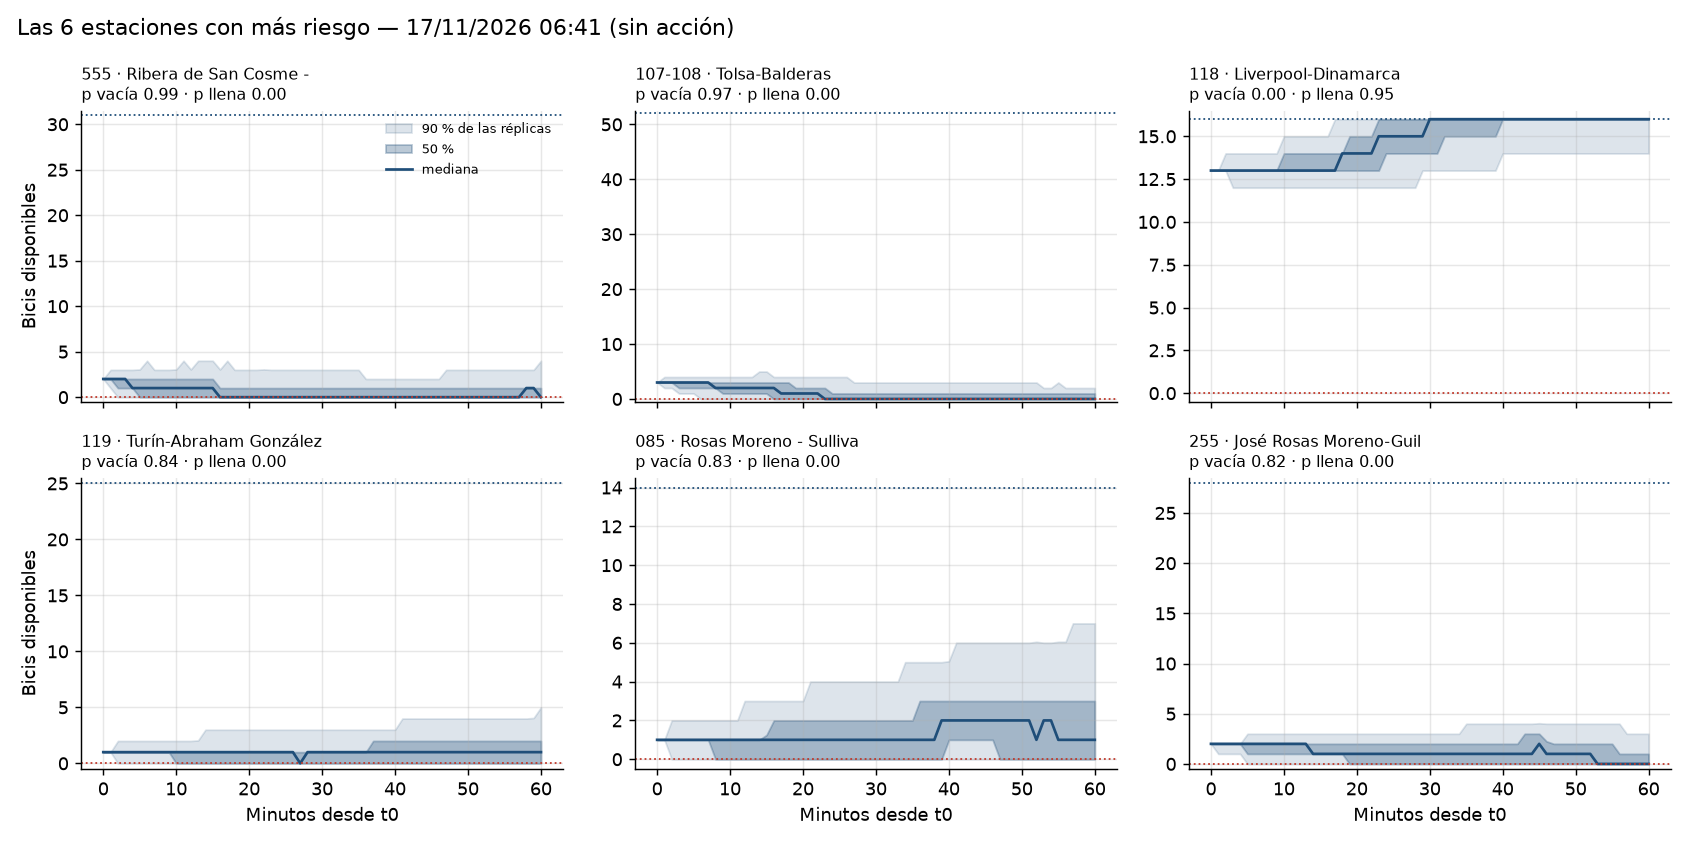 Las 6 estaciones con más riesgo — 17/11/2026 06:41 (sin acción)
555 · Ribera de San Cosme -
p vacía 0.99 · p llena 0.00
30
25
20
15
10
5
0
Bicis disponibles
90 % de las réplicas
50 %
mediana
107-108 · Tolsa-Balderas
p vacía 0.97 · p llena 0.00
50
40
30
20
10
0
118 · Liverpool-Dinamarca
p vacía 0.00 · p llena 0.95
15.0
12.5
10.0
7.5
5.0
2.5
0.0
119 · Turín-Abraham González
p vacía 0.84 · p llena 0.00
25
20
15
10
5
0
Bicis disponibles
0 10 20 30 40 50 60
Minutos desde t0
085 · Rosas Moreno - Sulliva
p vacía 0.83 · p llena 0.00
14
12
10
8
6
4
2
0
0 10 20 30 40 50 60
Minutos desde t0
255 · José Rosas Moreno-Guil
p vacía 0.82 · p llena 0.00
25
20
15
10
5
0
0 10 20 30 40 50 60
Minutos desde t0